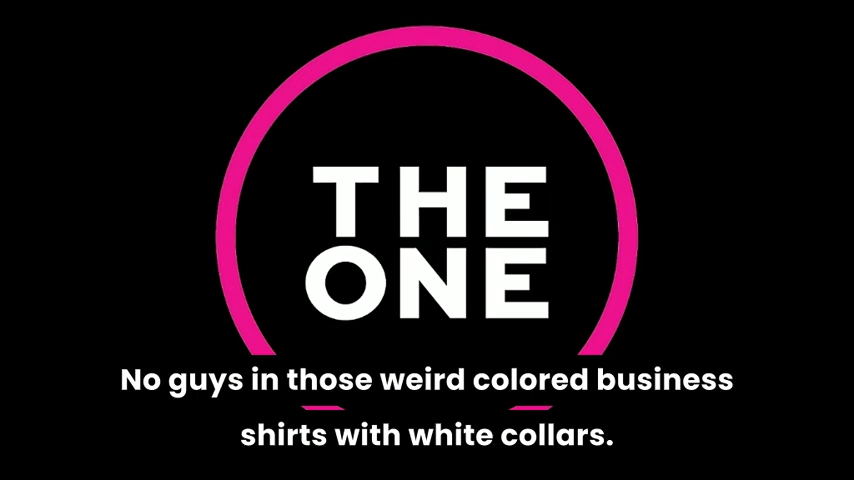 THE
ONE
No guys in those weird colored business
shirts with white collars.